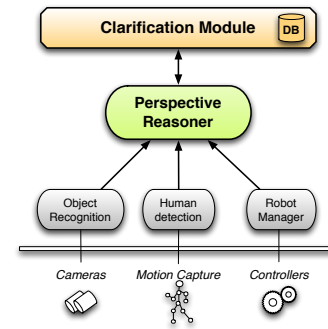 Clarification Module
DB
Perspective
Reasoner
Object
Recognition
Human
detection
Robot
Manager
Cameras
Motion Capture
Controllers